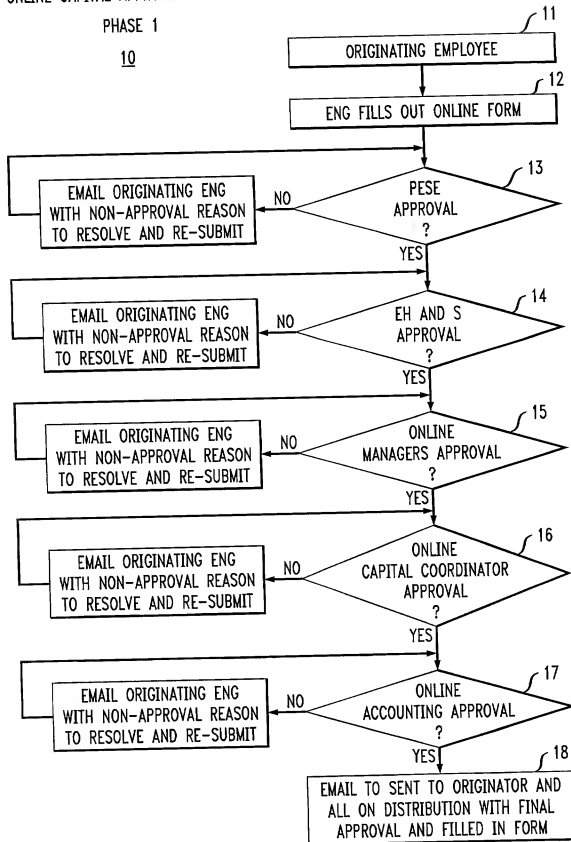 PHASE 1
10
11
ORIGINATING EMPLOYEE
12
ENG FILLS OUT ONLINE FORM
13
PESE
APPROVAL
?
NO
EMAIL ORIGINATING ENG
WITH NON-APPROVAL REASON
TO RESOLVE AND RE-SUBMIT
YES
14
EH AND S
APPROVAL
?
NO
EMAIL ORIGINATING ENG
WITH NON-APPROVAL REASON
TO RESOLVE AND RE-SUBMIT
YES
15
ONLINE
MANAGERS APPROVAL
?
NO
EMAIL ORIGINATING ENG
WITH NON-APPROVAL REASON
TO RESOLVE AND RE-SUBMIT
YES
16
ONLINE
CAPITAL COORDINATOR
APPROVAL
?
NO
EMAIL ORIGINATING ENG
WITH NON-APPROVAL REASON
TO RESOLVE AND RE-SUBMIT
YES
17
ONLINE
ACCOUNTING APPROVAL
?
NO
EMAIL ORIGINATING ENG
WITH NON-APPROVAL REASON
TO RESOLVE AND RE-SUBMIT
YES
18
EMAIL TO SENT TO ORIGINATOR AND
ALL ON DISTRIBUTION WITH FINAL
APPROVAL AND FILLED IN FORM